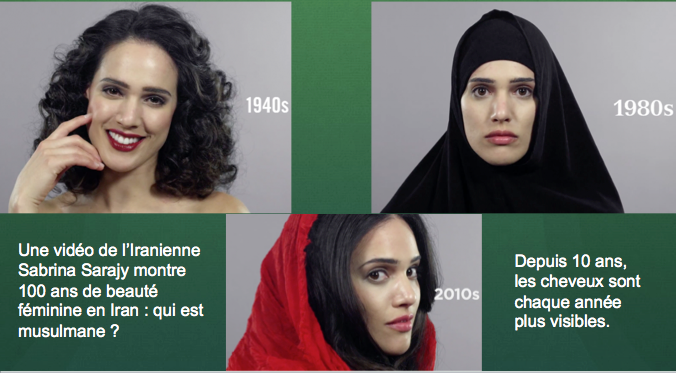 1940s
1980s
Une vidéo de l'Iranienne
Sabrina Sarajy montre
100 ans de beauté
féminine en Iran : qui est
musulmane ?
2010s
Depuis 10 ans,
les cheveux sont
chaque année
plus visibles.